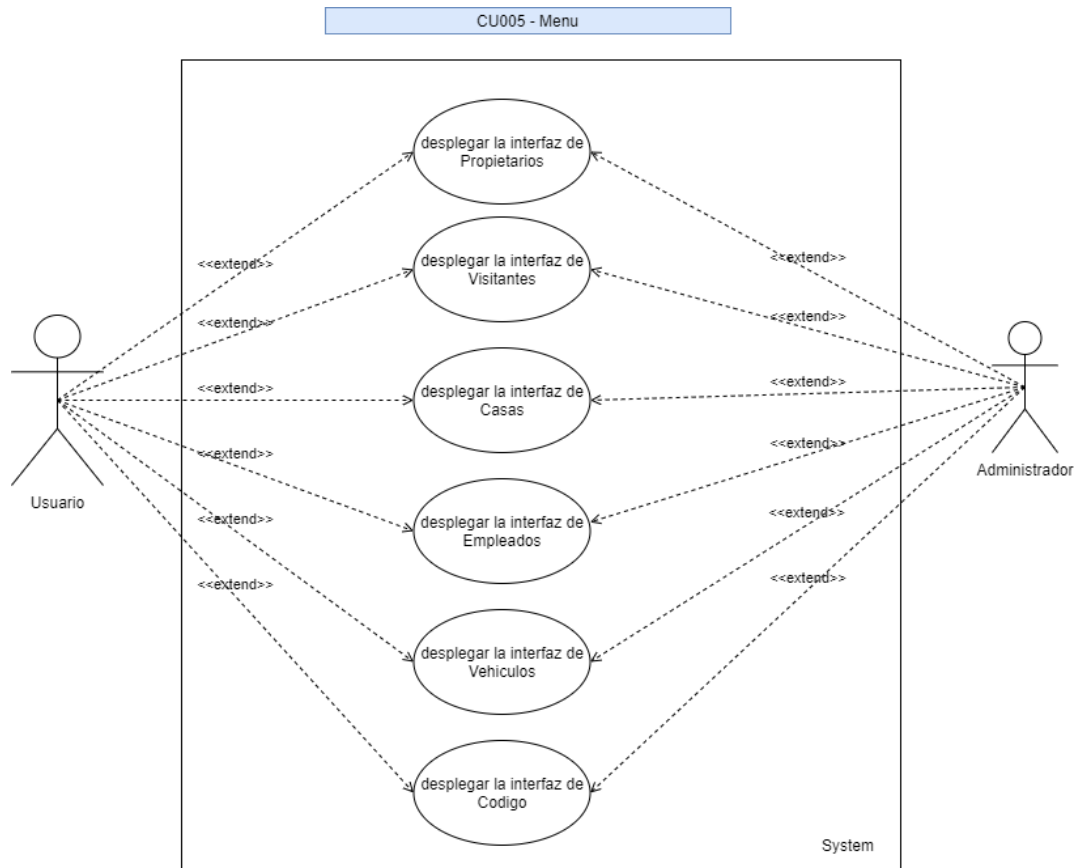 CU005 - Menu
desplegar la interfaz de
Propietarios
<<extend>>
<<extend>>
desplegar la interfaz de
Visitantes
<<extend>>
<<extend>>
desplegar la interfaz de
Casas
<<extend>>
<<extend>>
<<extend>>
<<extend>>
Administrador
Usuario
desplegar la interfaz de
Empleados
<<extend>>
<<extend>>
<<extend>>
<<extend>>
desplegar la interfaz de
Vehiculos
desplegar la interfaz de
Codigo
System